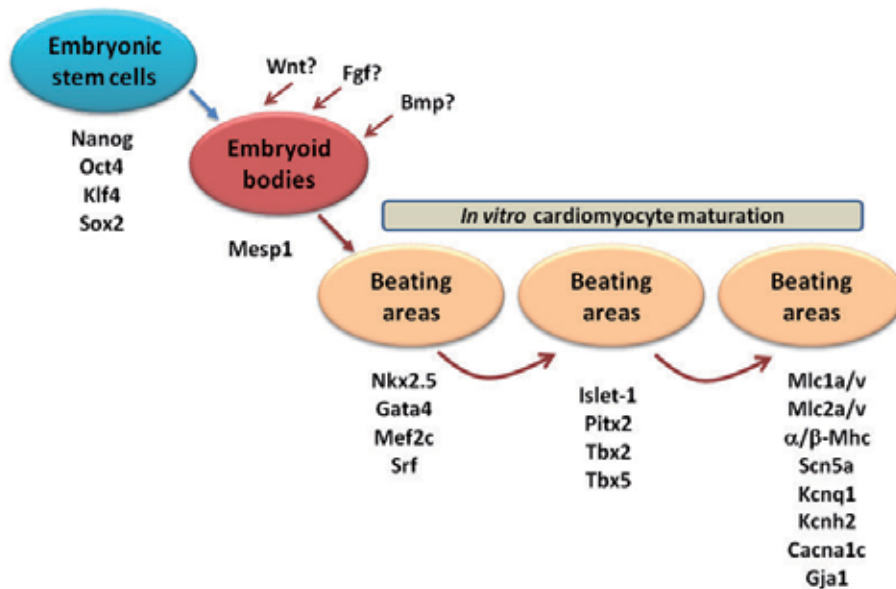 Embryonic
stem cells
Nanog
Oct4
Klf4
Sox2
Wnt?
Fgf?
Bmp?
Embryoid
bodies
Mesp1
In vitro cardiomyocyte maturation
Beating
areas
Nkx2.5
Gata4
Mef2c
Srf
Beating
areas
Islet-1
Pitx2
Tbx2
Tbx5
Beating
areas
Mlc1a/v
Mlc2a/v
α/β-Mhc
Scn5a
Kcnq1
Kcnh2
Cacna1c
Gja1